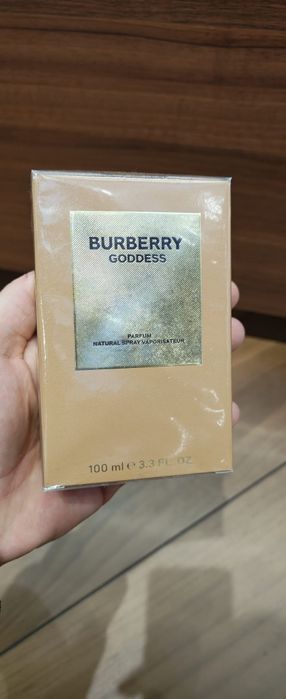 BURBERRY
GODDESS
PARFUM
NATURAL SPRAY VAPORISATEUR
100 ml ℮ 3.3 FL. OZ.